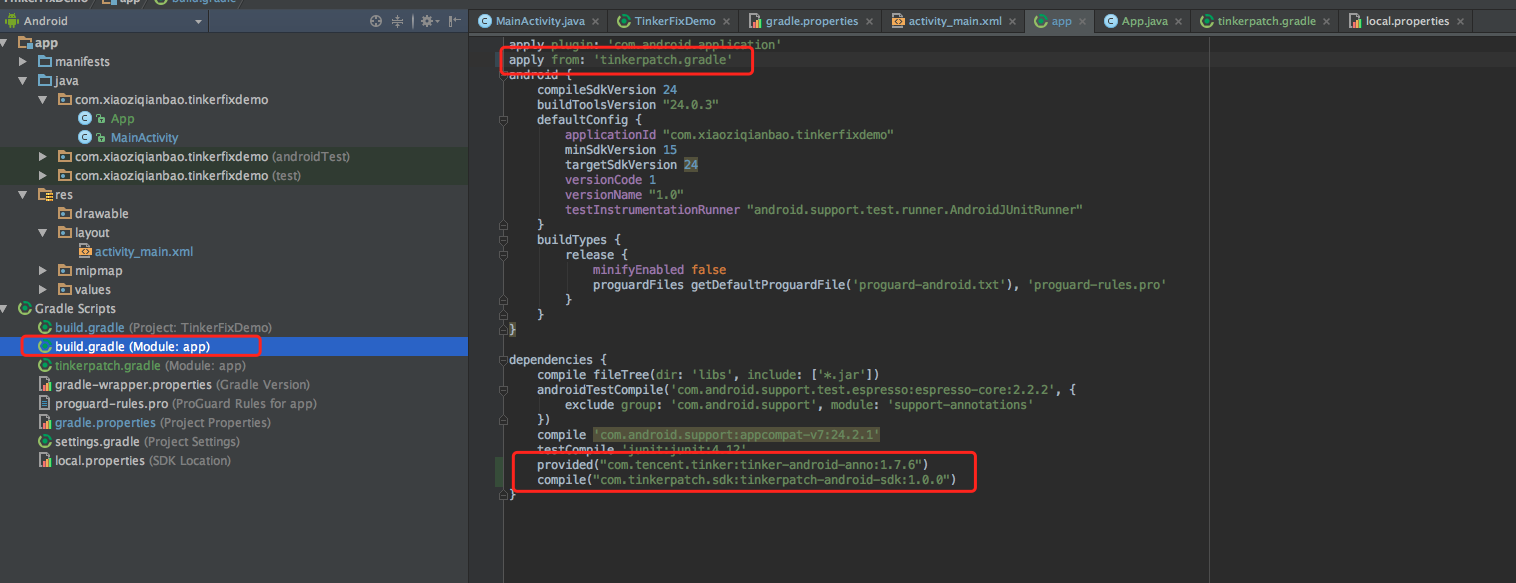 TinkerFixDemo app build.gradle
Android
MainActivity.java TinkerFixDemo gradle.properties activity_main.xml app App.java tinkerpatch.gradle local.properties
app
manifests
java
com.xiaoziqianbao.tinkerfixdemo
App
MainActivity
com.xiaoziqianbao.tinkerfixdemo (androidTest)
com.xiaoziqianbao.tinkerfixdemo (test)
res
drawable
layout
activity_main.xml
mipmap
values
Gradle Scripts
build.gradle (Project: TinkerFixDemo)
build.gradle (Module: app)
tinkerpatch.gradle (Module: app)
gradle-wrapper.properties (Gradle Version)
proguard-rules.pro (ProGuard Rules for app)
gradle.properties (Project Properties)
settings.gradle (Project Settings)
local.properties (SDK Location)
apply plugin: 'com.android.application'
apply from: 'tinkerpatch.gradle'
android {
compileSdkVersion 24
buildToolsVersion "24.0.3"
defaultConfig {
applicationId "com.xiaoziqianbao.tinkerfixdemo"
minSdkVersion 15
targetSdkVersion 24
versionCode 1
versionName "1.0"
testInstrumentationRunner "android.support.test.runner.AndroidJUnitRunner"
}
buildTypes {
release {
minifyEnabled false
proguardFiles getDefaultProguardFile('proguard-android.txt'), 'proguard-rules.pro'
}
}
}
dependencies {
compile fileTree(dir: 'libs', include: ['*.jar'])
androidTestCompile('com.android.support.test.espresso:espresso-core:2.2.2', {
exclude group: 'com.android.support', module: 'support-annotations'
})
compile 'com.android.support:appcompat-v7:24.2.1'
testCompile 'junit:junit:4.12'
provided("com.tencent.tinker:tinker-android-anno:1.7.6")
compile("com.tinkerpatch.sdk:tinkerpatch-android-sdk:1.0.0")
}